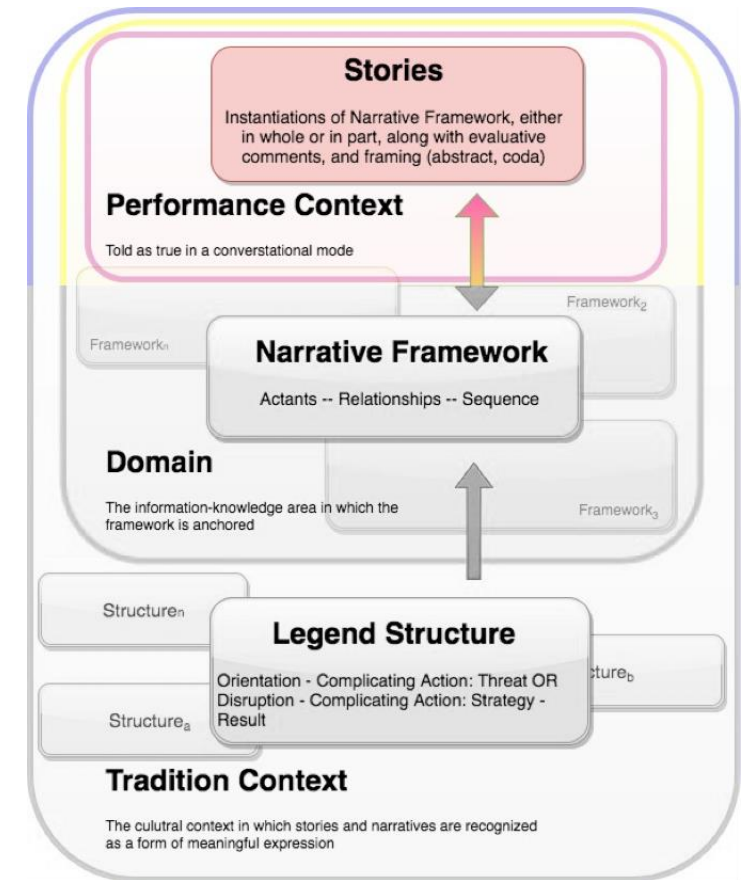 Stories
Instantiations of Narrative Framework, either
in whole or in part, along with evaluative
comments, and framing (abstract, coda)
Performance Context
Told as true in a converstational mode
Framework₂
Frameworkₙ
Narrative Framework
Actants -- Relationships -- Sequence
Domain
The information-knowledge area in which the
framework is anchored
Framework₃
Structureₙ
Legend Structure
Orientation - Complicating Action: Threat OR
Disruption - Complicating Action: Strategy -
Result
cture_b
Structureₐ
Tradition Context
The culutral context in which stories and narratives are recognized
as a form of meaningful expression